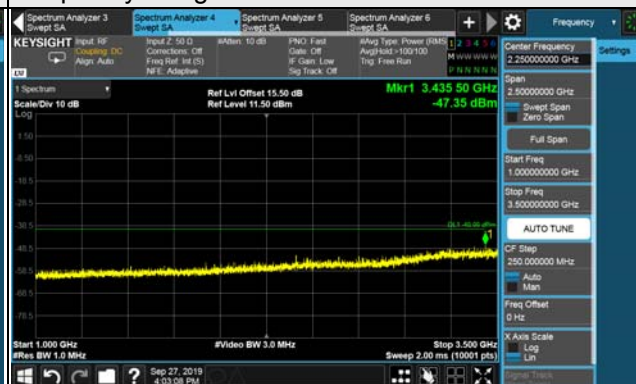 Spectrum Analyzer 3
Swept SA
Spectrum Analyzer 4
Swept SA
Spectrum Analyzer 5
Swept SA
Spectrum Analyzer 6
Swept SA
+
Frequency
KEYSIGHT
Input: RF
Coupling: DC
Align: Auto
Input Z: 50 Ω
Corrections: Off
Freq Ref: Int (S)
NFE: Adaptive
#Atten: 10 dB
PNO: Fast
Gate: Off
IF Gain: Low
Sig Track: Off
#Avg Type: Power (RMS)
Avg|Hold:>100/100
Trig: Free Run
1 2 3 4 5 6
M W W W W W
P N N N N N
LXI
Center Frequency
2.250000000 GHz
Settings
Span
2.50000000 GHz
Swept Span
Zero Span
Full Span
Start Freq
1.000000000 GHz
Stop Freq
3.500000000 GHz
AUTO TUNE
CF Step
250.000000 MHz
Auto
Man
Freq Offset
0 Hz
X Axis Scale
Log
Lin
Signal Track
1 Spectrum
Scale/Div 10 dB
Log
Ref Lvl Offset 15.50 dB
Ref Level 11.50 dBm
Mkr1 3.435 50 GHz
-47.35 dBm
1.50
-8.50
-18.5
-28.5
-38.5
-48.5
-58.5
-68.5
-78.5
1
Start 1.000 GHz
#Res BW 1.0 MHz
#Video BW 3.0 MHz
Stop 3.500 GHz
Sweep 2.00 ms (10001 pts)
?
Sep 27, 2019
4:03:08 PM